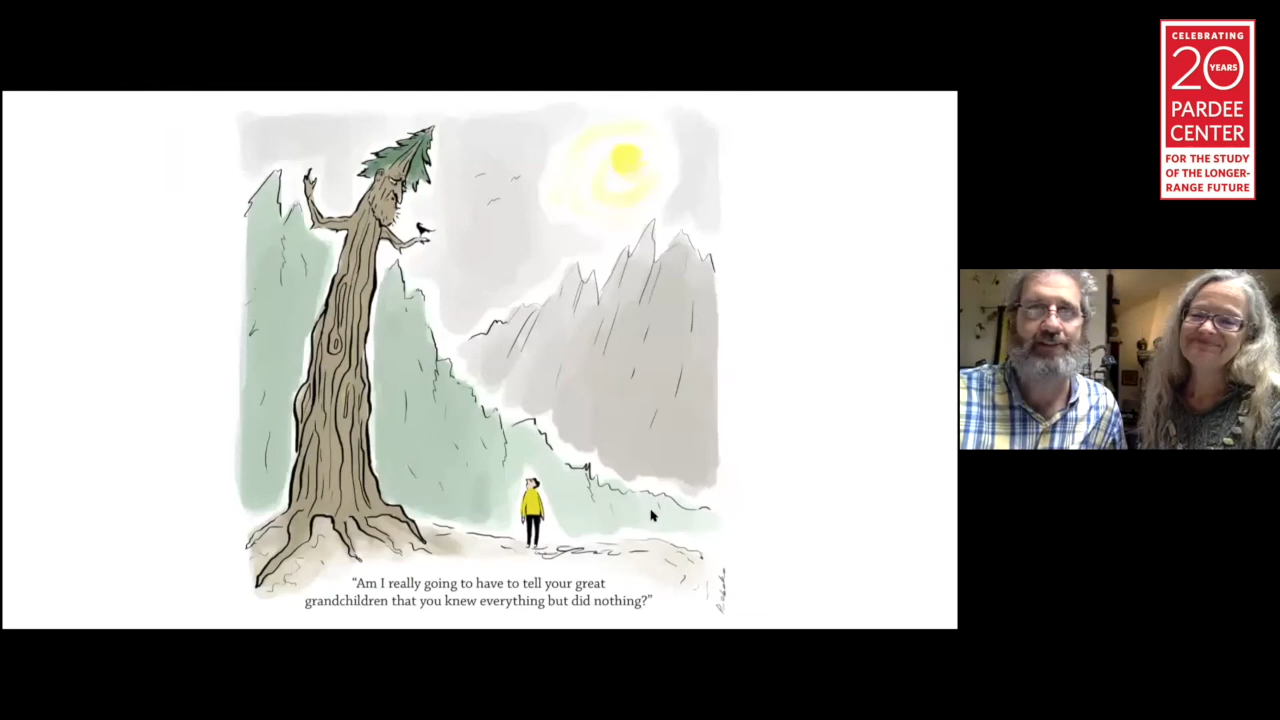 CELEBRATING
20 YEARS
PARDEE
CENTER
FOR THE STUDY
OF THE LONGER-
RANGE FUTURE
“Am I really going to have to tell your great
grandchildren that you knew everything but did nothing?”